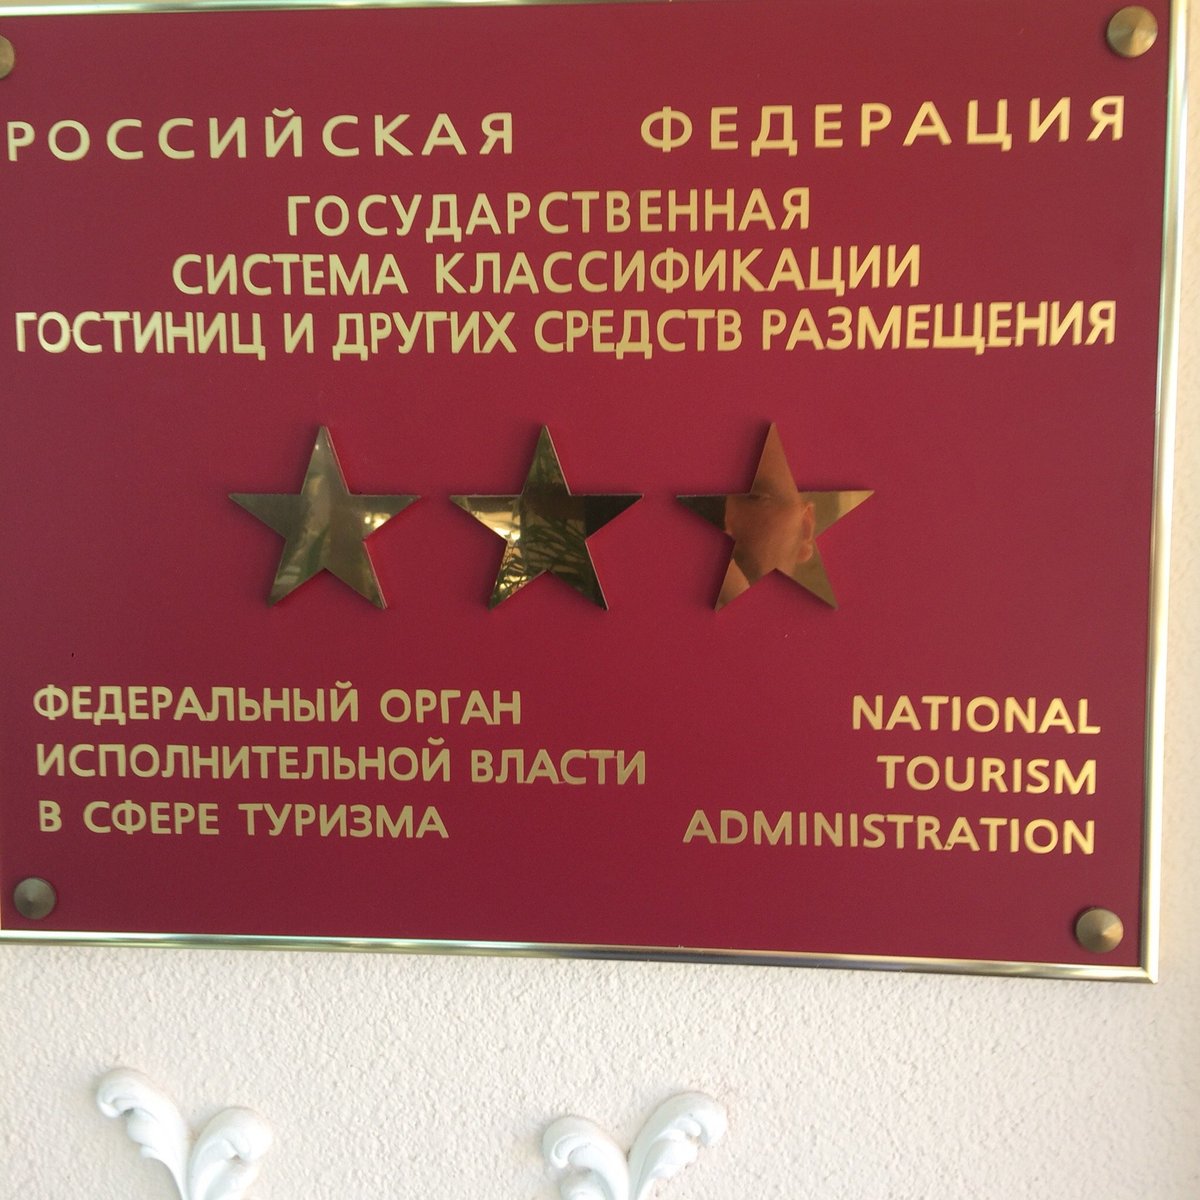 РОССИЙСКАЯ ФЕДЕРАЦИЯ
ГОСУДАРСТВЕННАЯ
СИСТЕМА КЛАССИФИКАЦИИ
ГОСТИНИЦ И ДРУГИХ СРЕДСТВ РАЗМЕЩЕНИЯ
ФЕДЕРАЛЬНЫЙ ОРГАН
ИСПОЛНИТЕЛЬНОЙ ВЛАСТИ
В СФЕРЕ ТУРИЗМА
NATIONAL
TOURISM
ADMINISTRATION